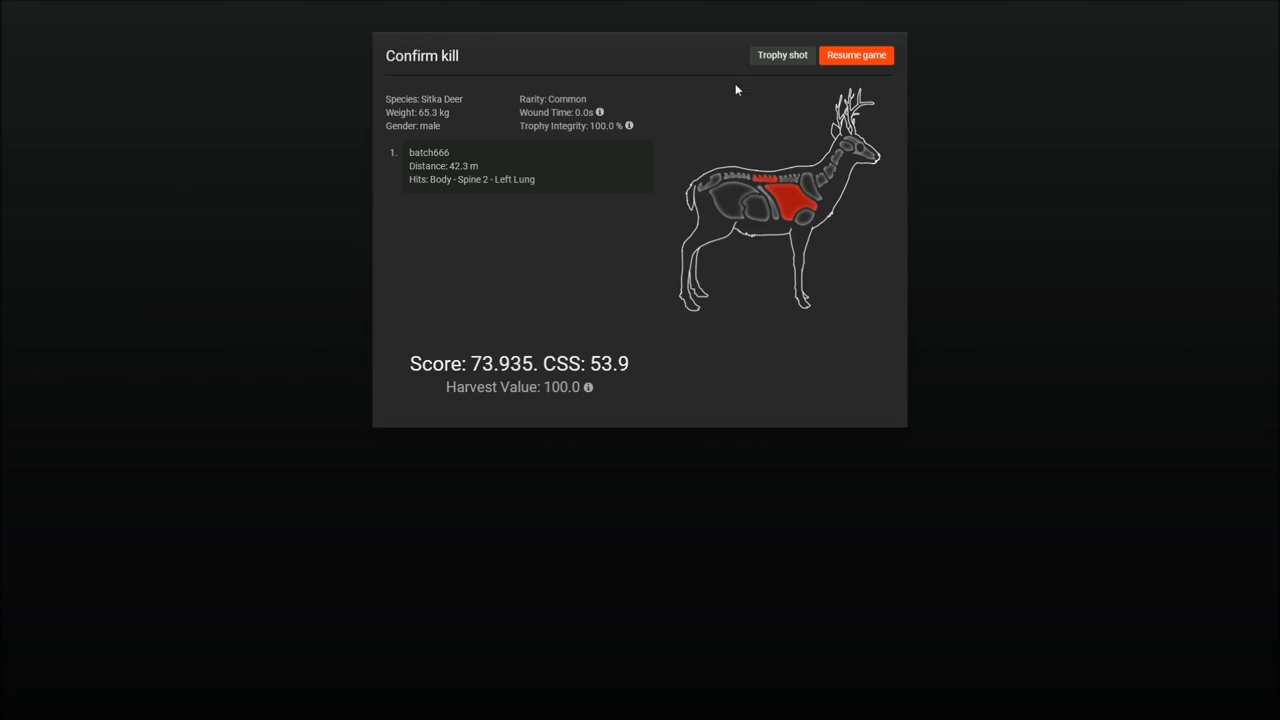 Confirm kill
Trophy shot
Resume game
Species: Sitka Deer
Rarity: Common
Weight: 65.3 kg
Wound Time: 0.0s
Gender: male
Trophy Integrity: 100.0 %
1. batch666
Distance: 42.3 m
Hits: Body - Spine 2 - Left Lung
Score: 73.935. CSS: 53.9
Harvest Value: 100.0